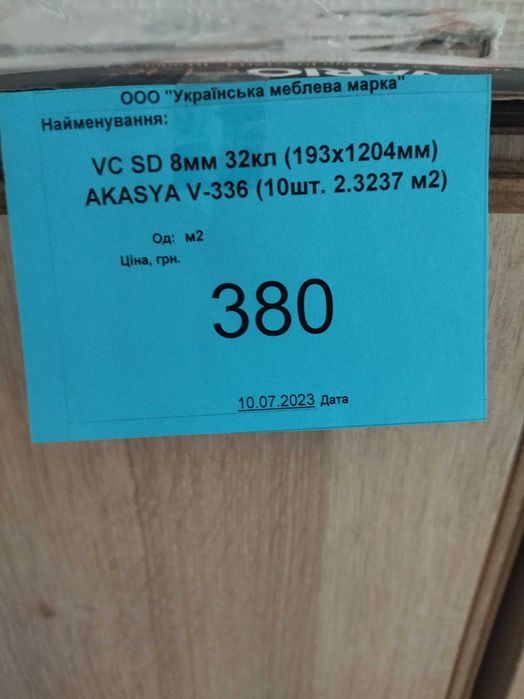 ООО "Українська меблева марка"
Найменування:
VC SD 8мм 32кл (193х1204мм)
AKASYA V-336 (10шт. 2.3237 м2)
Од: м2
Ціна, грн.
380
10.07.2023 Дата